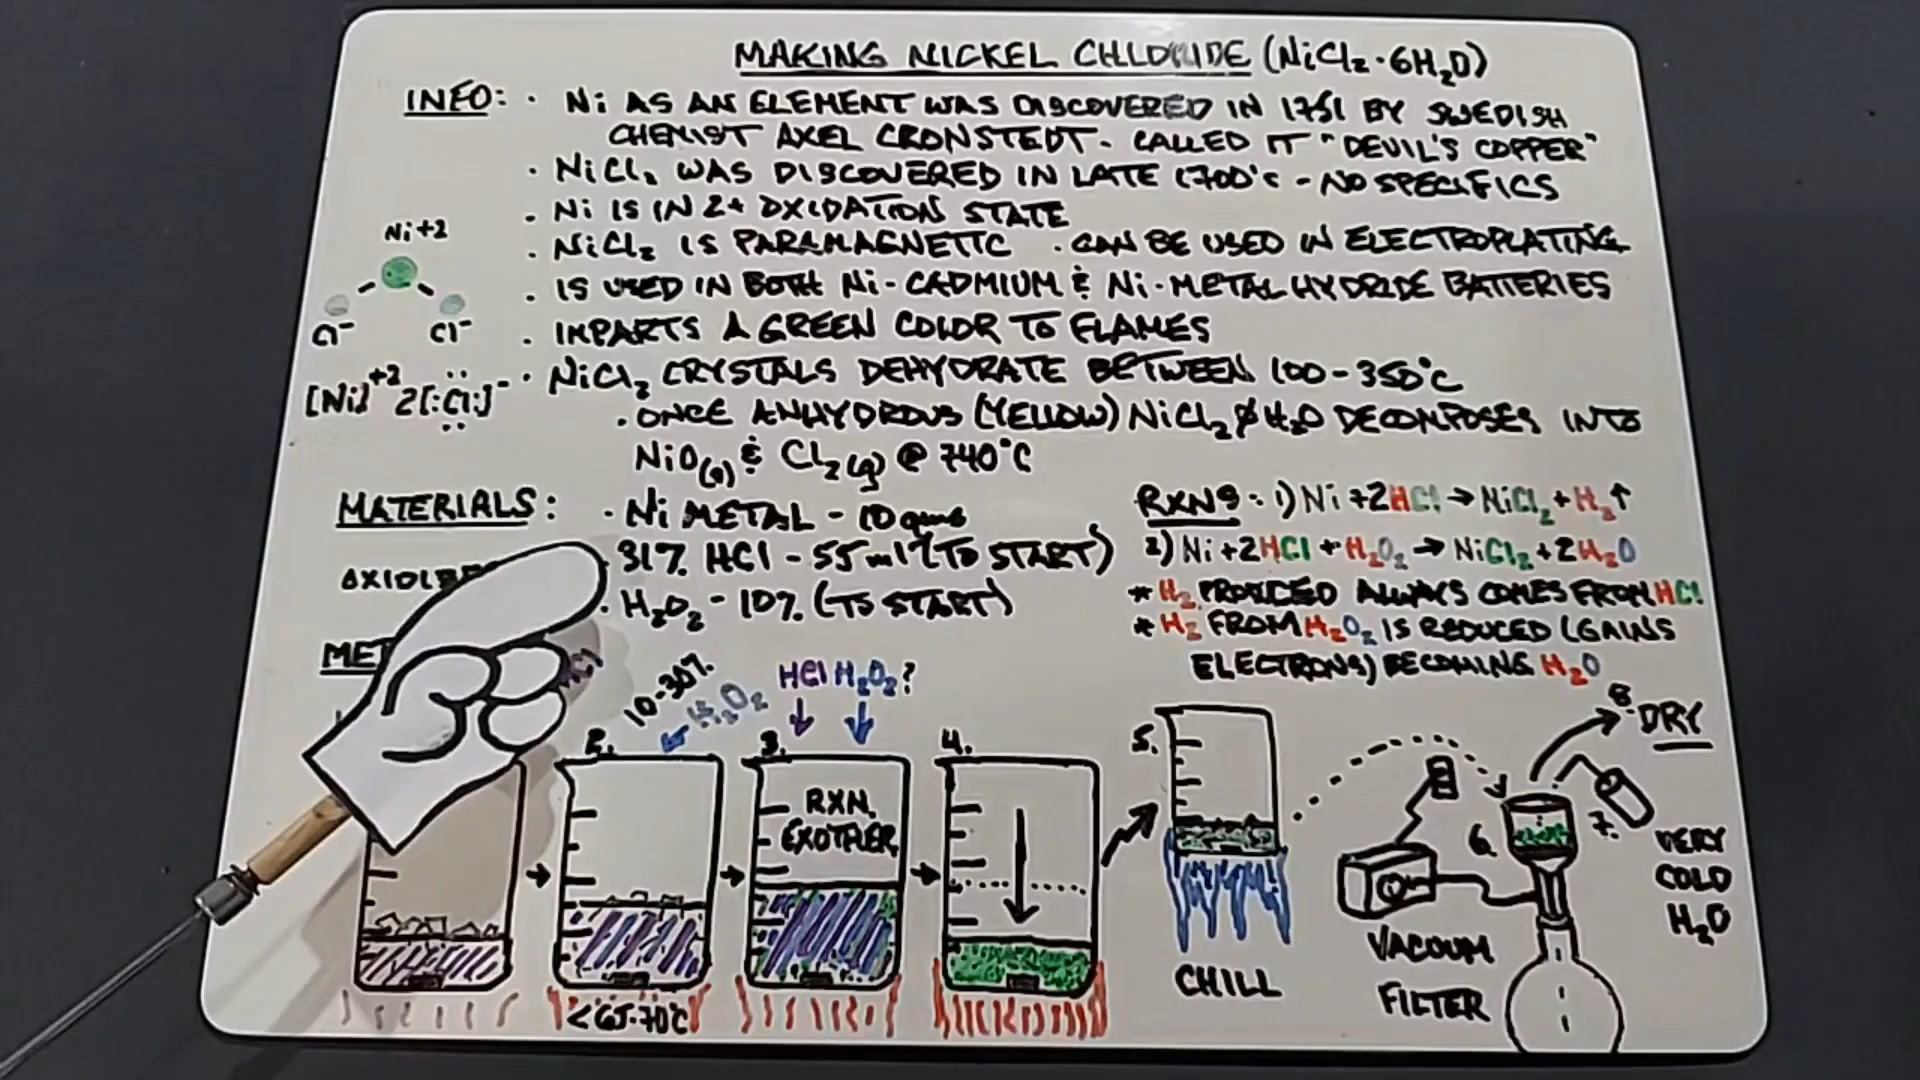 MAKING NICKEL CHLORIDE (NiCl₂·6H₂O)
INFO: · Ni AS AN ELEMENT WAS DISCOVERED IN 1751 BY SWEDISH
CHEMIST AXEL CRONSTEDT - CALLED IT "DEVIL'S COPPER"
· NiCl₂ WAS DISCOVERED IN LATE 1700's - NO SPECIFICS
· Ni IS IN 2+ OXIDATION STATE
· NiCl₂ IS PARAMAGNETIC · CAN BE USED IN ELECTROPLATING
· IS USED IN BOTH Ni-CADMIUM & Ni-METAL HYDRIDE BATTERIES
· IMPARTS A GREEN COLOR TO FLAMES
· NiCl₂ CRYSTALS DEHYDRATE BETWEEN 100-350°C
· ONCE ANHYDROUS (YELLOW) NiCl₂ H₂O DECOMPOSES INTO
NiO(s) & Cl₂(g) @ 740°C
Ni+2
Cl⁻ Cl⁻
[Ni]⁺² 2[:Cl:]⁻
MATERIALS: · Ni METAL - 10 gms
31% HCl - 55ml (TO START)
· H₂O₂ - 10% (TO START)
RXNS: 1) Ni+2HCl → NiCl₂+H₂↑
2) Ni+2HCl+H₂O₂ → NiCl₂+2H₂O
* H₂ PRODUCED ALWAYS COMES FROM HCl
* H₂ FROM H₂O₂ IS REDUCED (GAINS
ELECTRONS) BECOMING H₂O
MET
2.
10-30%
H₂O₂
<65-70°C
HCl H₂O₂?
3.
RXN.
EXOTHER.
4.
5.
CHILL
6.
VACUUM
FILTER
7.
VERY
COLD
H₂O
8.
DRY